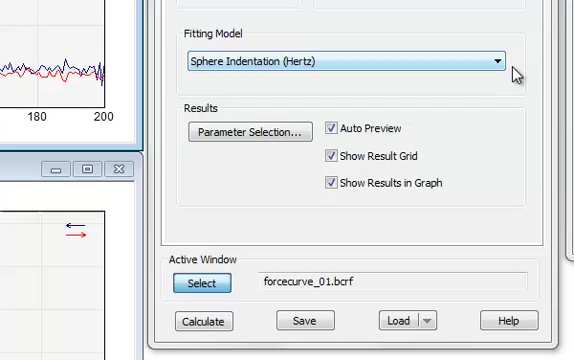 Fitting Model
Sphere Indentation (Hertz)
180
200
Results
Parameter Selection...
Auto Preview
Show Result Grid
Show Results in Graph
Active Window
Select
forcecurve_01.bcrf
Calculate
Save
Load
Help